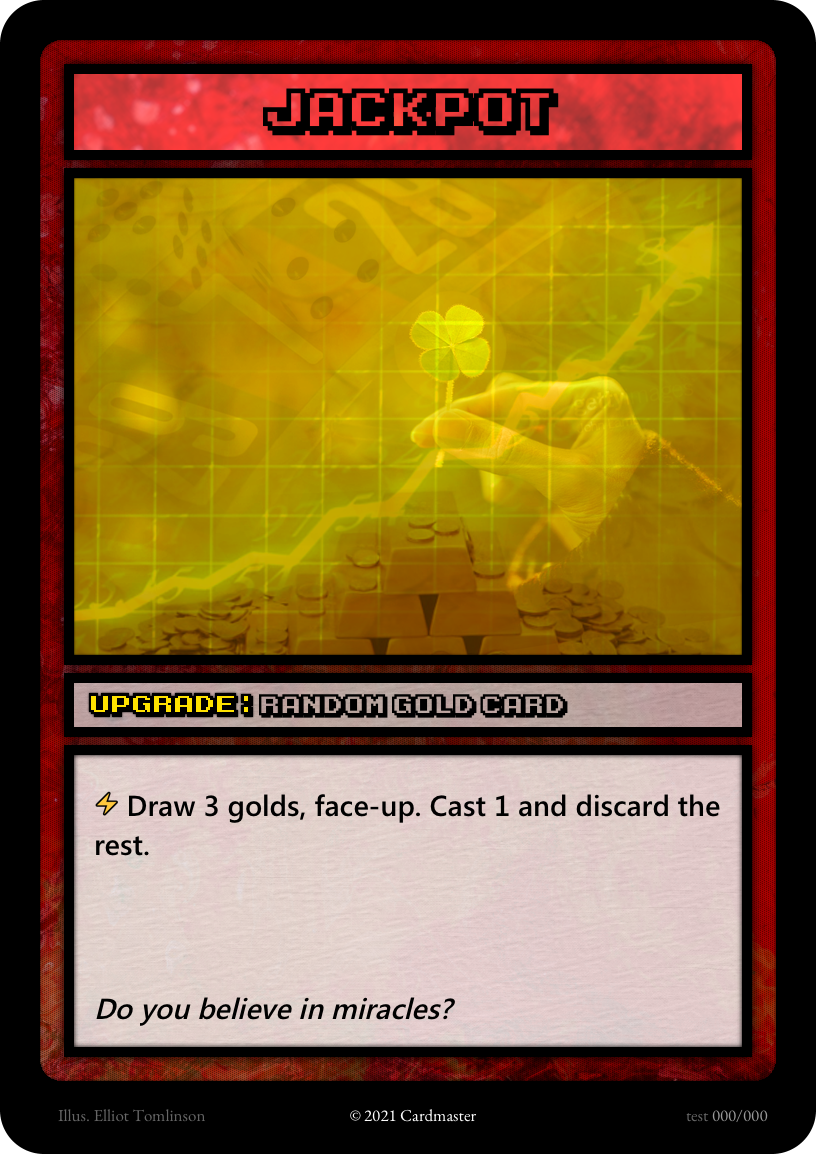 JACKPOT
UPGRADE: RANDOM GOLD CARD
⚡ Draw 3 golds, face-up. Cast 1 and discard the
rest.
Do you believe in miracles?
Illus. Elliot Tomlinson
© 2021 Cardmaster
test 000/000